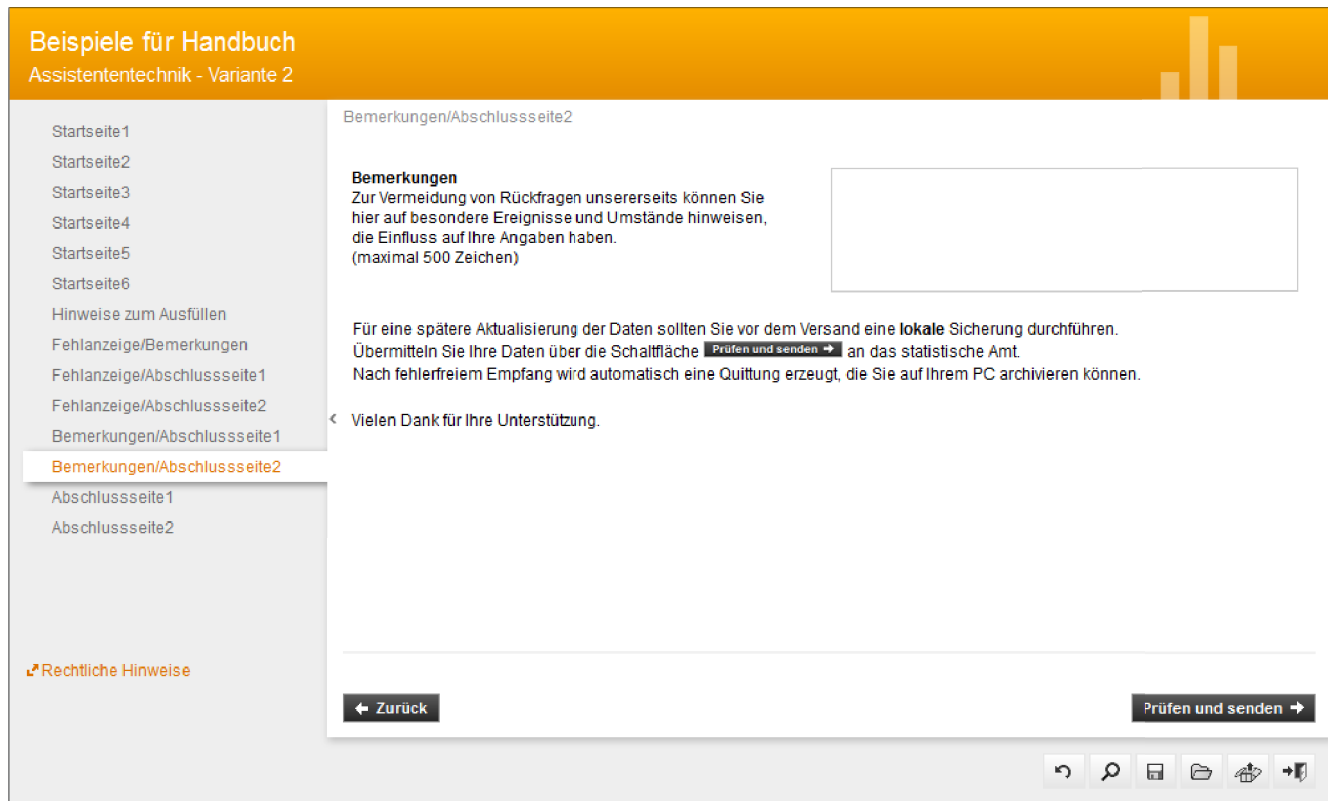 Beispiele für Handbuch
Assistententechnik - Variante 2
Startseite1
Startseite2
Startseite3
Startseite4
Startseite5
Startseite6
Hinweise zum Ausfüllen
Fehlanzeige/Bemerkungen
Fehlanzeige/Abschlussseite1
Fehlanzeige/Abschlussseite2
Bemerkungen/Abschlussseite1
Bemerkungen/Abschlussseite2
Abschlussseite1
Abschlussseite2
Rechtliche Hinweise
Bemerkungen/Abschlussseite2
Bemerkungen
Zur Vermeidung von Rückfragen unsererseits können Sie
hier auf besondere Ereignisse und Umstände hinweisen,
die Einfluss auf Ihre Angaben haben.
(maximal 500 Zeichen)
Für eine spätere Aktualisierung der Daten sollten Sie vor dem Versand eine lokale Sicherung durchführen.
Übermitteln Sie Ihre Daten über die Schaltfläche Prüfen und senden → an das statistische Amt.
Nach fehlerfreiem Empfang wird automatisch eine Quittung erzeugt, die Sie auf Ihrem PC archivieren können.
Vielen Dank für Ihre Unterstützung.
← Zurück
Prüfen und senden →